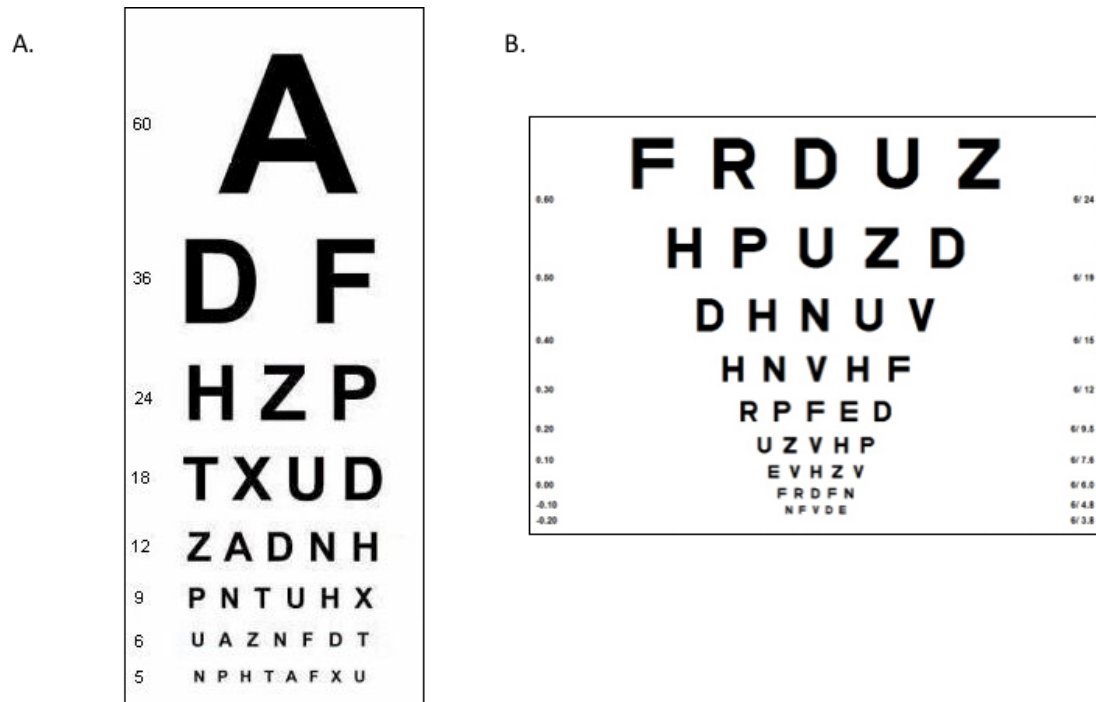 A.
60 A
36 D F
24 H Z P
18 T X U D
12 Z A D N H
9 P N T U H X
6 U A Z N F D T
5 N P H T A F X U
B.
F R D U Z
0.60 6/ 24
H P U Z D
0.50 6/ 19
D H N U V
0.40 6/ 15
H N V H F
0.30 6/ 12
R P F E D
0.20 6/ 9.5
U Z V H P
0.10 6/ 7.6
E V H Z V
0.00 6/ 6.0
F R D F N
-0.10 6/ 4.8
N F V D E
-0.20 6/ 3.8